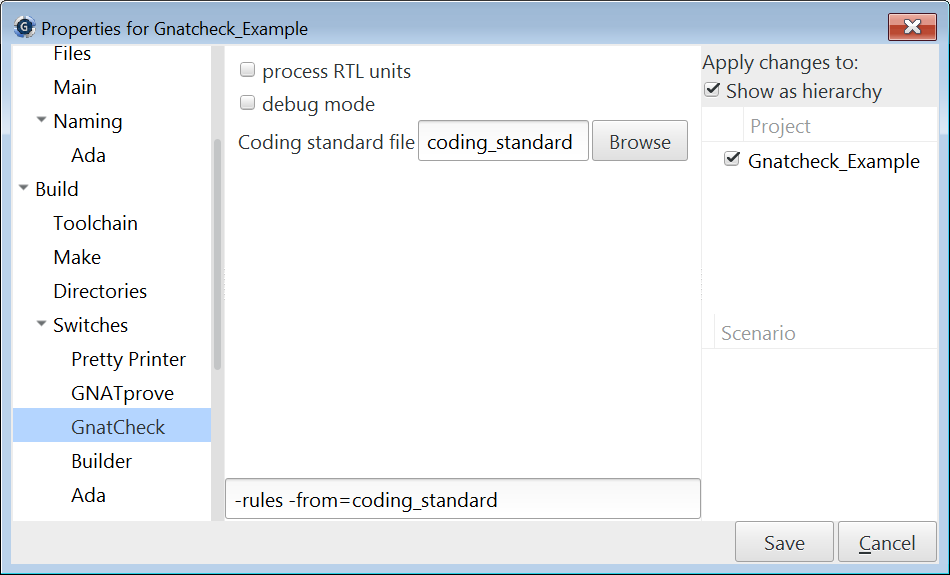 Properties for Gnatcheck_Example
Files
Main
Naming
Ada
Build
Toolchain
Make
Directories
Switches
Pretty Printer
GNATprove
GnatCheck
Builder
Ada
process RTL units
debug mode
Coding standard file coding_standard Browse
-rules -from=coding_standard
Apply changes to:
Show as hierarchy
Project
Gnatcheck_Example
Scenario
Save Cancel